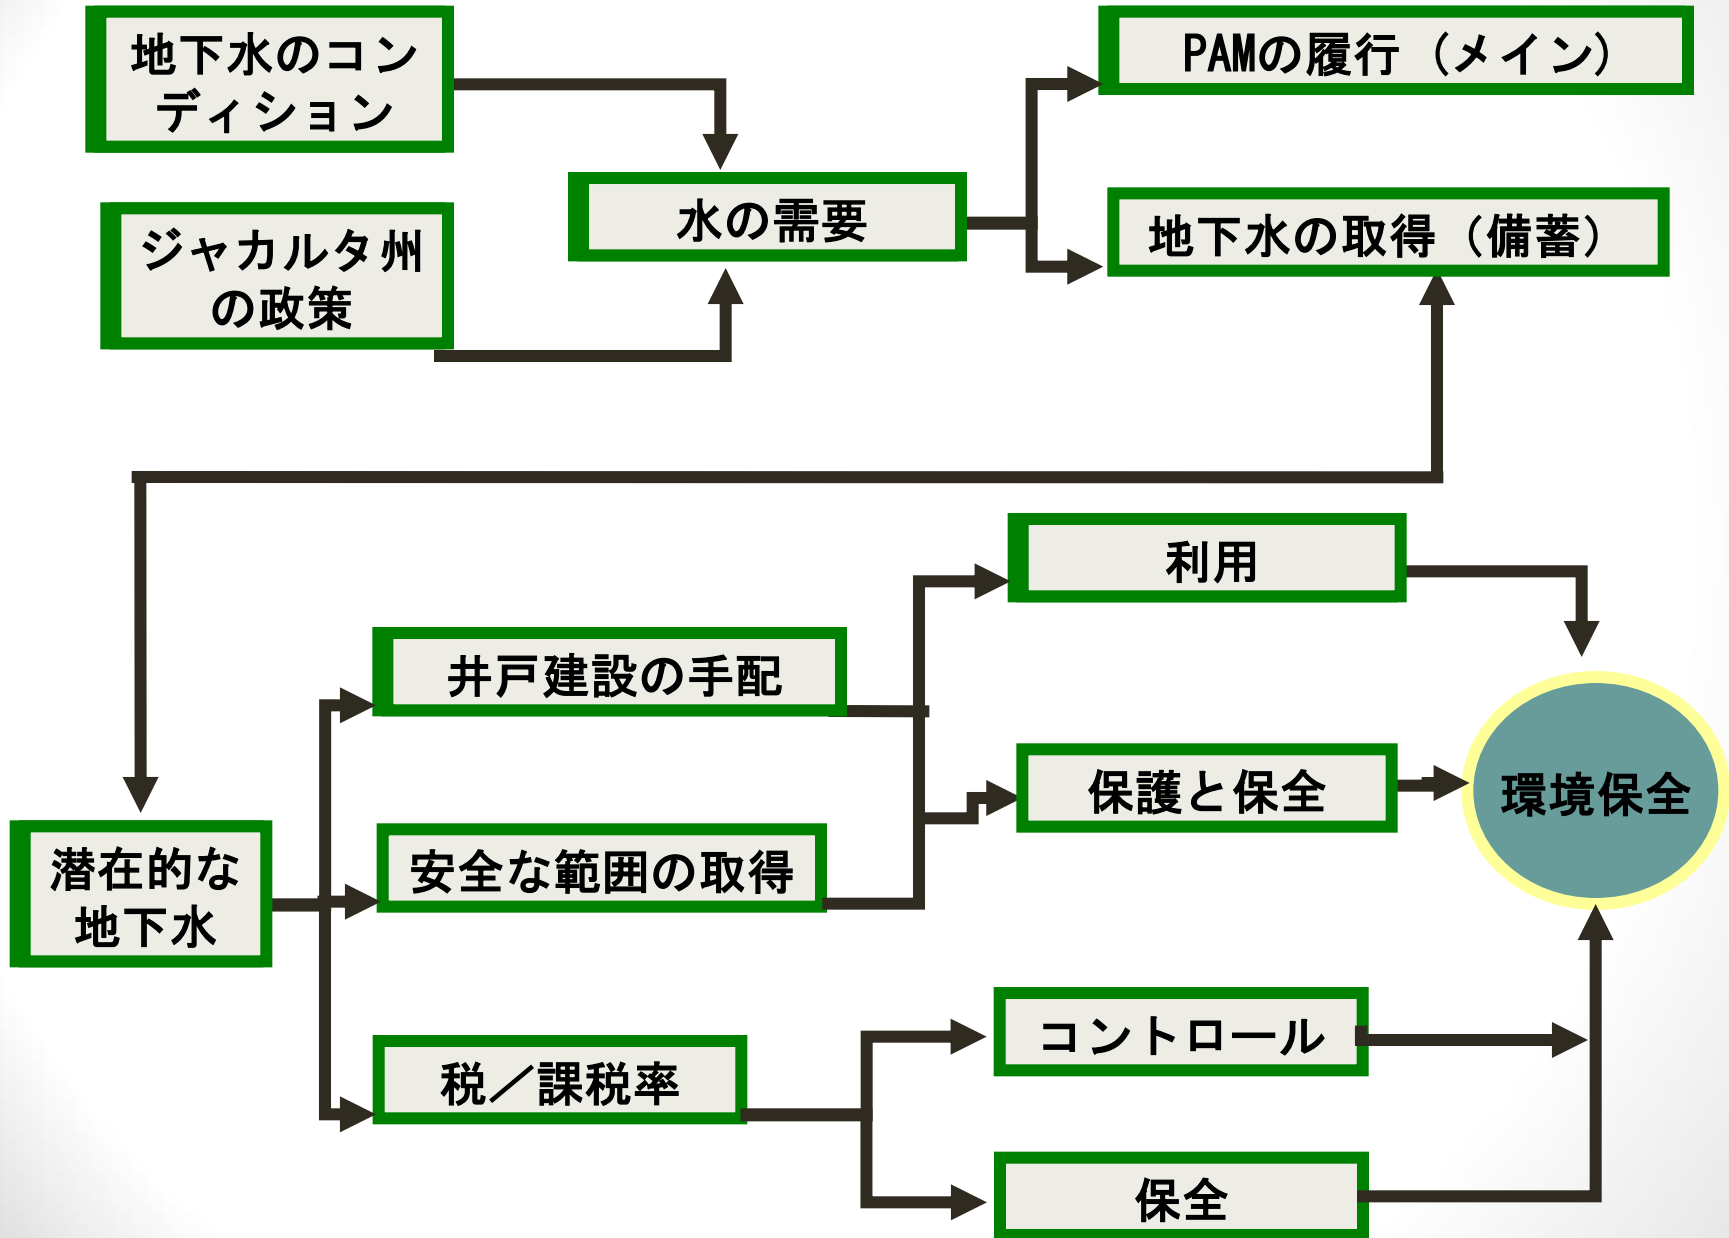 地下水のコン
ディション
PAMの履行（メイン）
ジャカルタ州
の政策
水の需要
地下水の取得（備蓄）
利用
井戸建設の手配
保護と保全
環境保全
潜在的な
地下水
安全な範囲の取得
コントロール
税／課税率
保全